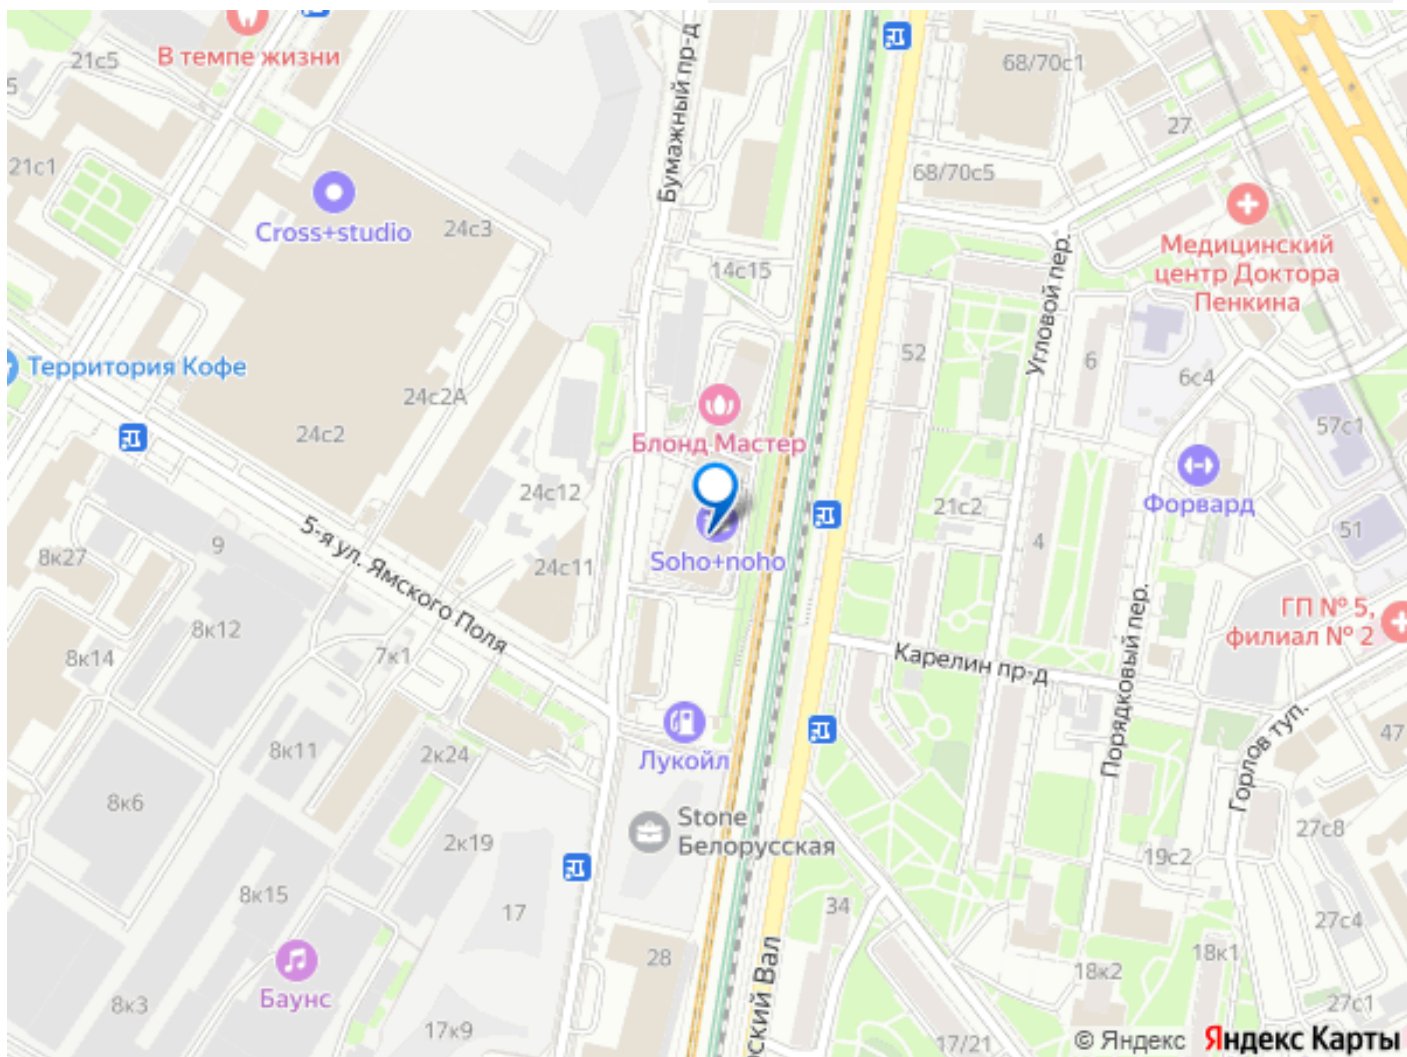 В темпе жизни
21с5
5
21с1
Cross+studio
24с3
Бумажный пр-д
68/70с1
27
68/70с5
14с15
Медицинский
центр Доктора
Пенкина
Угловой пер.
52
6
6с4
Территория Кофе
24с2А
24с2
Блонд Мастер
57с1
Форвард
24с12
21с2
51
5-я ул. Ямского Поля
9
8к27
Soho+noho
24с11
4
ГП № 5,
филиал № 2
8к12
8к14
7к1
Карелин пр-д
Порядковый пер.
Горлов туп.
47
8к11
2к24
Лукойл
8к6
Stone
Белорусская
2к19
27с8
19с2
8к15
17
34
27с4
28
18к1
18к2
Баунс
8к3
17к9
ский Вал
27с1
17/21
© Яндекс
Яндекс Карты